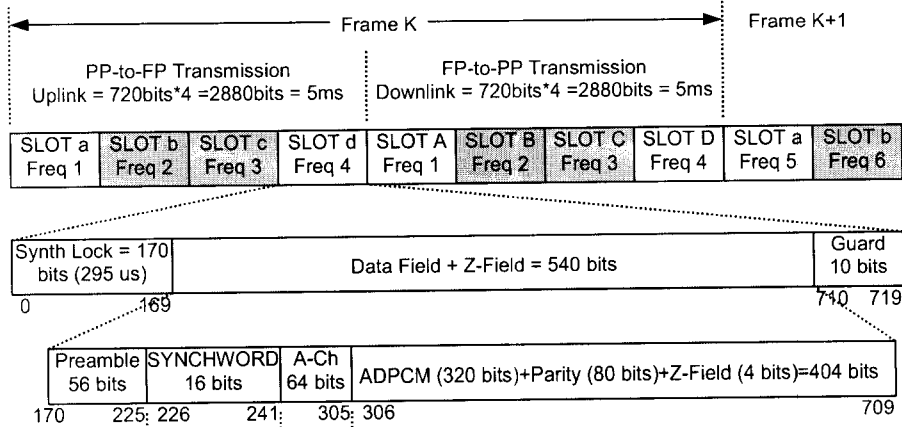 Frame K
Frame K+1
PP-to-FP Transmission
Uplink = 720bits*4 =2880bits = 5ms
FP-to-PP Transmission
Downlink = 720bits*4 =2880bits = 5ms
SLOT a SLOT b SLOT c SLOT d SLOT A SLOT B SLOT C SLOT D SLOT a SLOT b
Freq 1 Freq 2 Freq 3 Freq 4 Freq 1 Freq 2 Freq 3 Freq 4 Freq 5 Freq 6
Synth Lock = 170
bits (295 us)
Data Field + Z-Field = 540 bits
Guard
10 bits
0 169 710 719
Preamble
56 bits
SYNCHWORD
16 bits
A-Ch
64 bits
ADPCM (320 bits)+Parity (80 bits)+Z-Field (4 bits)=404 bits
170 225 226 241 305 306 709